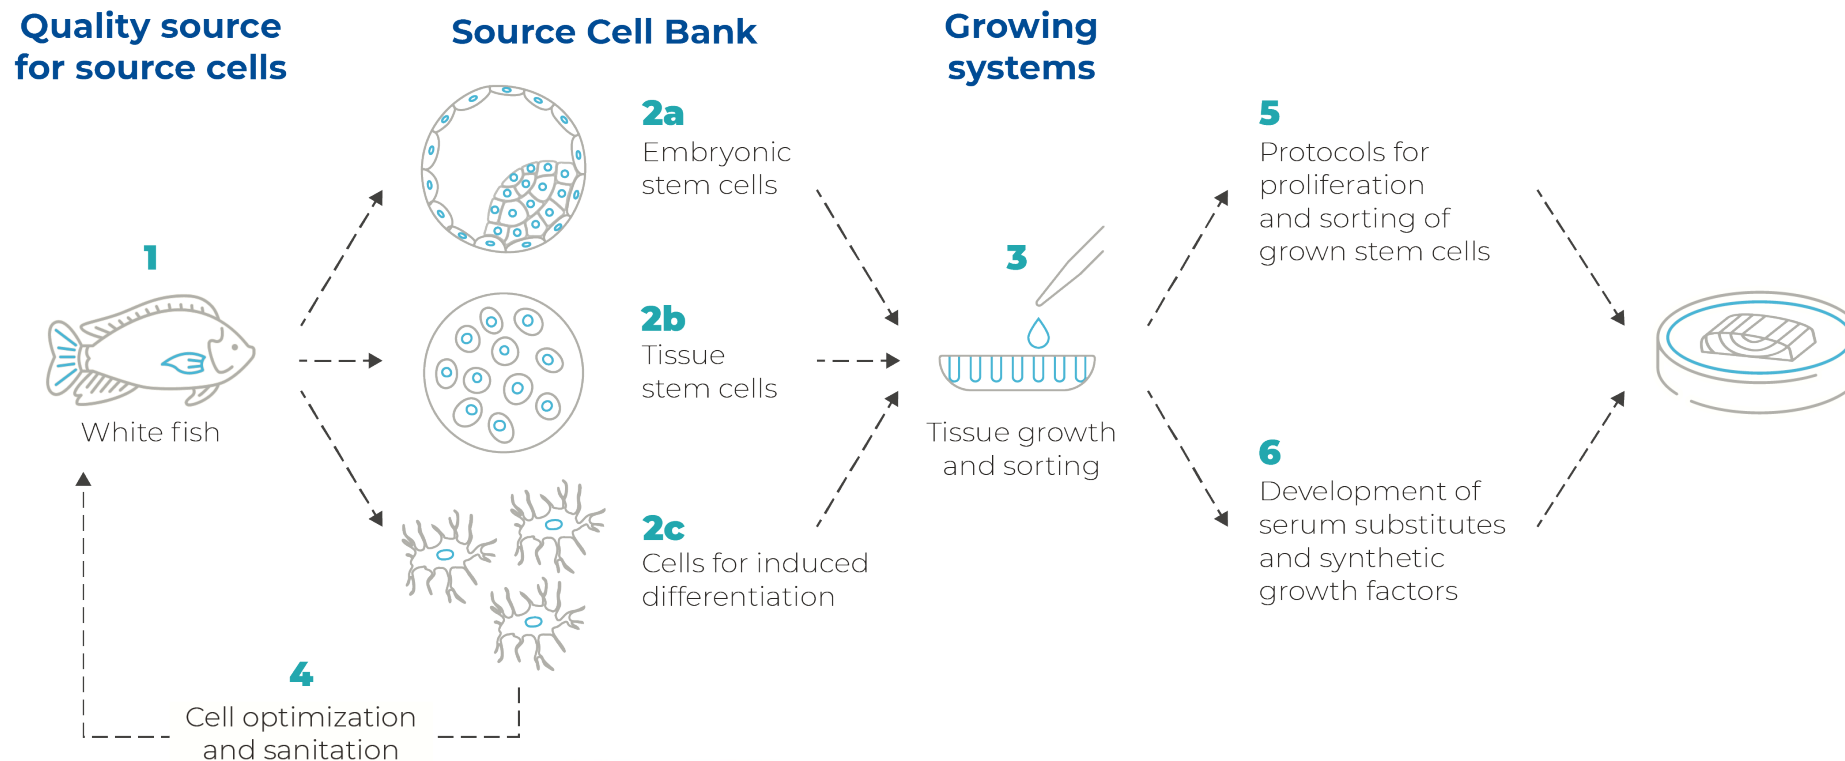 Quality source
for source cells
Source Cell Bank
Growing
systems
1
White fish
2a
Embryonic
stem cells
2b
Tissue
stem cells
2c
Cells for induced
differentiation
3
Tissue growth
and sorting
4
Cell optimization
and sanitation
5
Protocols for
proliferation
and sorting of
grown stem cells
6
Development of
serum substitutes
and synthetic
growth factors